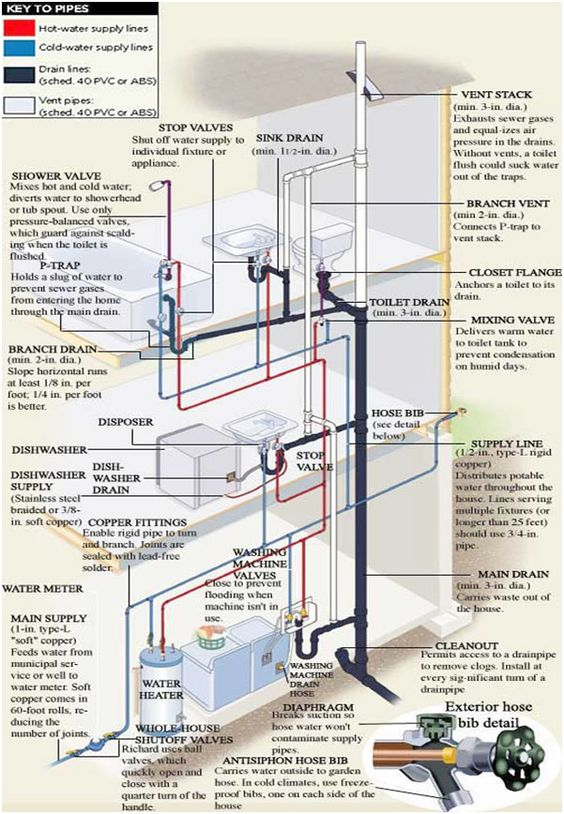 KEY TO PIPES
Hot-water supply lines
Cold-water supply lines
Drain lines:
(sched. 40 PVC or ABS)
Vent pipes:
(sched. 40 PVC or ABS)
STOP VALVES
Shut off water supply to
individual fixture or
appliance.
SINK DRAIN
(min. 11/2-in. dia.)
VENT STACK
(min. 3-in. dia.)
Exhausts sewer gases
and equal-izes air
pressure in the drains.
Without vents, a toilet
flush could suck water
out of the traps.
SHOWER VALVE
Mixes hot and cold water;
diverts water to showerhead
or tub spout. Use only
pressure-balanced valves,
which guard against scald-
ing when the toilet is
flushed.
BRANCH VENT
(min 2-in. dia.)
Connects P-trap to
vent stack.
P-TRAP
Holds a slug of water to
prevent sewer gases
from entering the home
through the main drain.
CLOSET FLANGE
Anchors a toilet to its
drain.
TOILET DRAIN
(min. 3-in. dia.)
MIXING VALVE
Delivers warm water
to toilet tank to
prevent condensation
on humid days.
BRANCH DRAIN
(min. 2-in. dia.)
Slope horizontal runs
at least 1/8 in. per
foot; 1/4 in. per foot
is better.
DISPOSER
HOSE BIB
(see detail
below)
DISHWASHER
DISH-
WASHER
DRAIN
STOP
VALVE
SUPPLY LINE
(1/2-in., type-L rigid
copper)
Distributes potable
water throughout the
house. Lines serving
multiple fixtures (or
longer than 25 feet)
should use 3/4-in.
pipe.
DISHWASHER
SUPPLY
(Stainless steel
braided or 3/8-
in. soft copper)
COPPER FITTINGS
Enable rigid pipe to turn
and branch. Joints are
sealed with lead-free
solder.
WASHING
MACHINE
VALVES
Close to prevent
flooding when
machine isn't in
use.
MAIN DRAIN
(min. 3-in. dia.)
Carries waste out of
the house.
WATER METER
MAIN SUPPLY
(1-in. type-L
"soft" copper)
Feeds water from
municipal ser-
vice or well to
water meter. Soft
copper comes in
60-foot rolls, re-
ducing the
number of joints.
CLEANOUT
Permits access to a drainpipe
to remove clogs. Install at
every sig-nificant turn of a
drainpipe
WATER
HEATER
WASHING
MACHINE
DRAIN
HOSE
DIAPHRAGM
Breaks suction so
hose water won't
contaminate supply
pipes.
Exterior hose
bib detail
WHOLE-HOUSE
SHUTOFF VALVES
Richard uses ball
valves, which
quickly open and
close with a
quarter turn of the
handle.
ANTISIPHON HOSE BIB
Carries water outside to garden
hose. In cold climates, use freeze-
proof bibs, one on each side of the
house